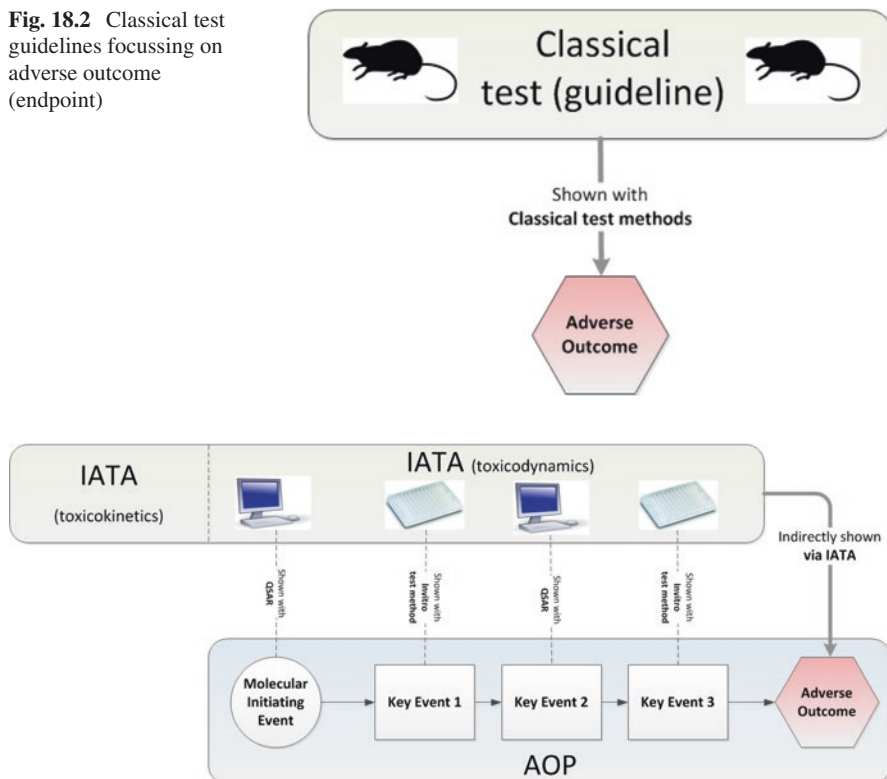 Fig. 18.2 Classical test
guidelines focussing on
adverse outcome
(endpoint)
Classical
test (guideline)
Shown with
Classical test methods
Adverse
Outcome
IATA
(toxicokinetics)
IATA (toxicodynamics)
Indirectly shown
via IATA
Shown with
QSAR
Shown with
Invitro
test method
Shown with
QSAR
Shown with
Invitro
test method
Molecular
Initiating
Event
Key Event 1
Key Event 2
Key Event 3
Adverse
Outcome
AOP